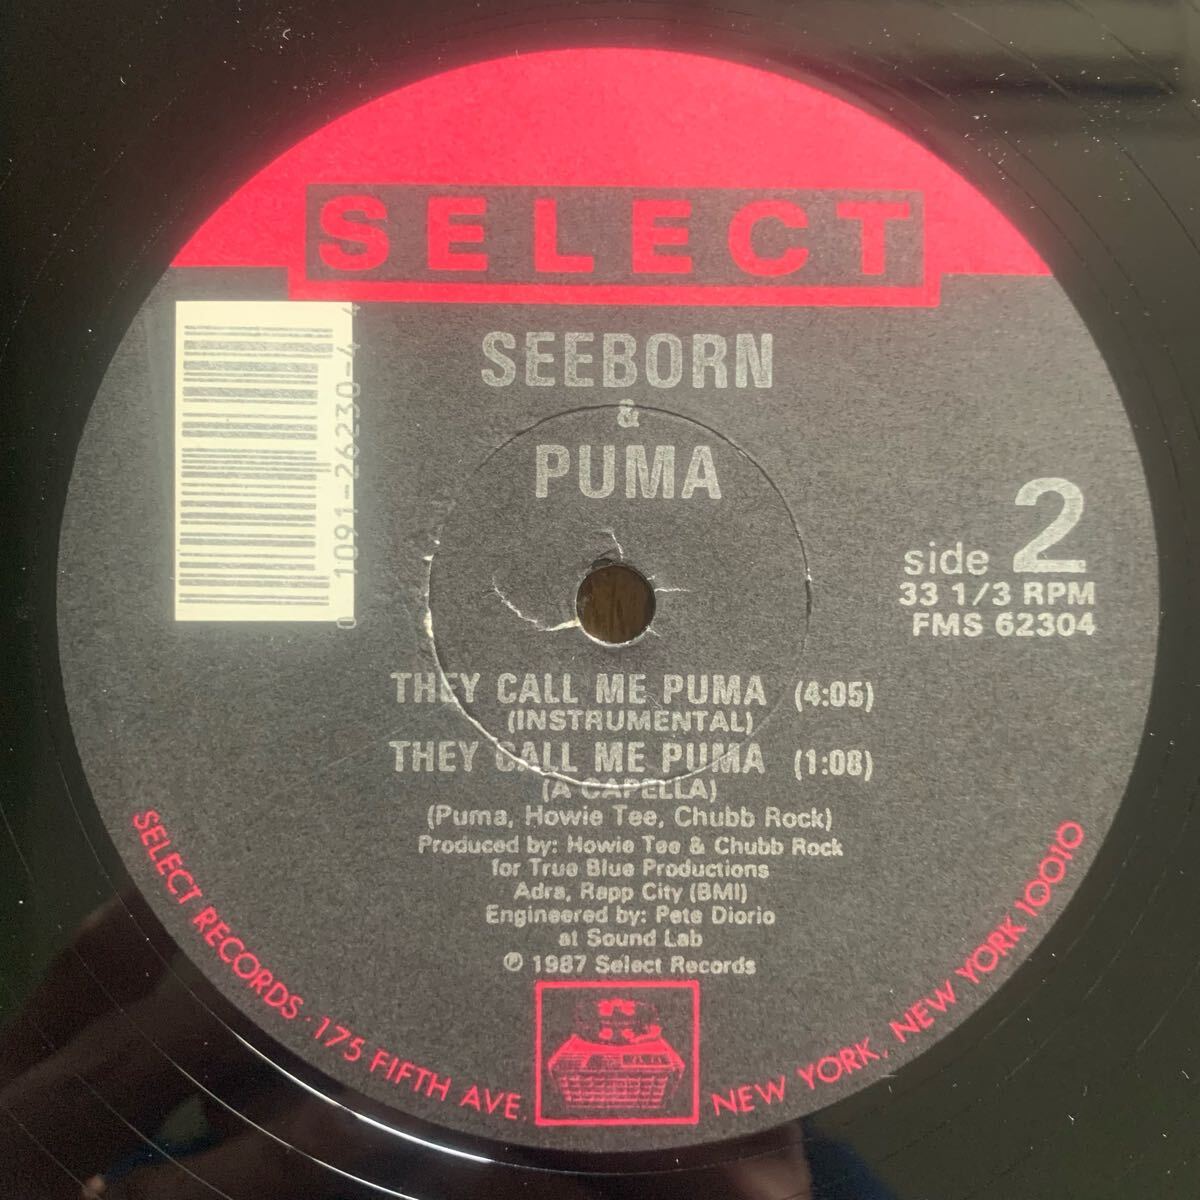 SELECT
SEEBORN
&
PUMA
0 1091-26230-4 4
side 2
33 1/3 RPM
FMS 62304
THEY CALL ME PUMA (4:05)
(INSTRUMENTAL)
THEY CALL ME PUMA (1:08)
(A CAPELLA)
(Puma, Howie Tee, Chubb Rock)
Produced by: Howie Tee & Chubb Rock
for True Blue Productions
Adra, Rapp City (BMI)
Engineered by: Pete Diorio
at Sound Lab
℗ 1987 Select Records
SELECT RECORDS · 175 FIFTH AVE. NEW YORK, NEW YORK 10010